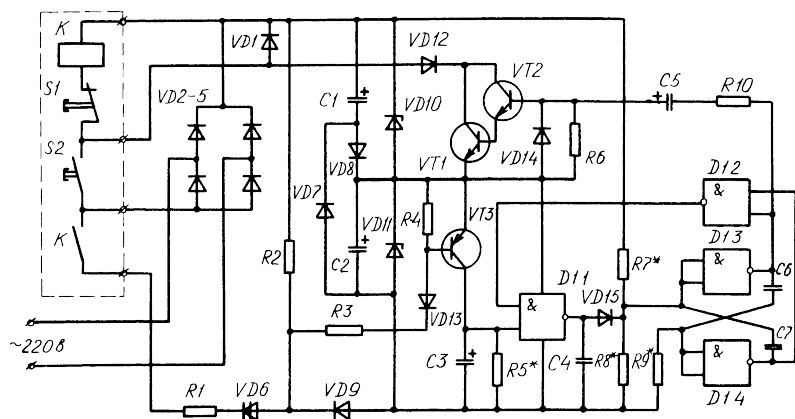 K
VD1
VD12
VT2
S1
VD2-5
C1
VD10
C5
R10
S2
VD8
VT1
VD14
R6
D12
&
VD7
R4
VT3
D13
&
K
R2
VD11
C2
R7*
C6
D11
&
VD15
R3
VD13
C7
~220в
C3
R5*
C4
R8*
R9*
&
D14
R1
VD6
VD9
+
+
+
+